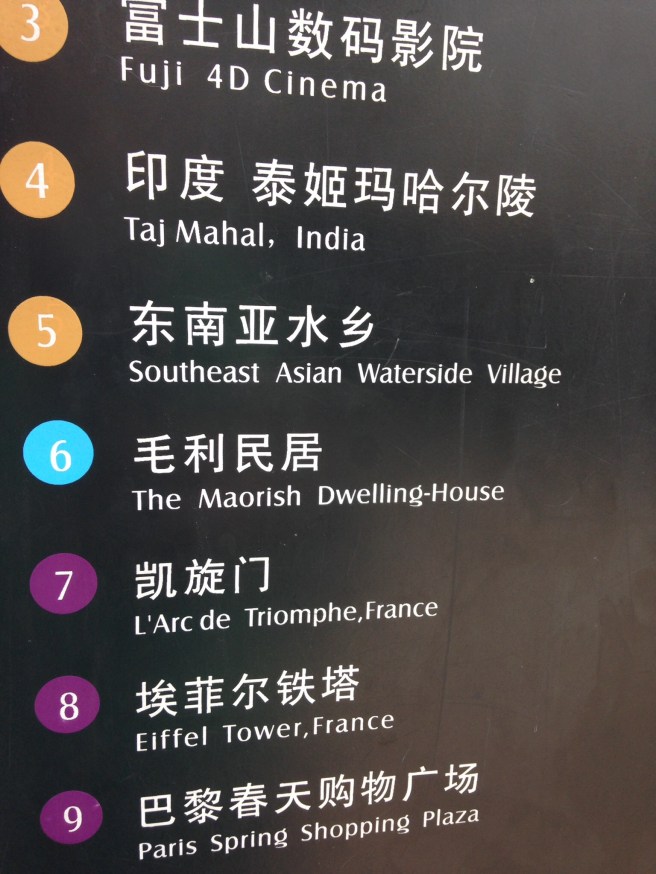 3 富士山数码影院
Fuji 4D Cinema
4 印度 泰姬玛哈尔陵
Taj Mahal, India
5 东南亚水乡
Southeast Asian Waterside Village
6 毛利民居
The Maorish Dwelling-House
7 凯旋门
L'Arc de Triomphe,France
8 埃菲尔铁塔
Eiffel Tower,France
9 巴黎春天购物广场
Paris Spring Shopping Plaza